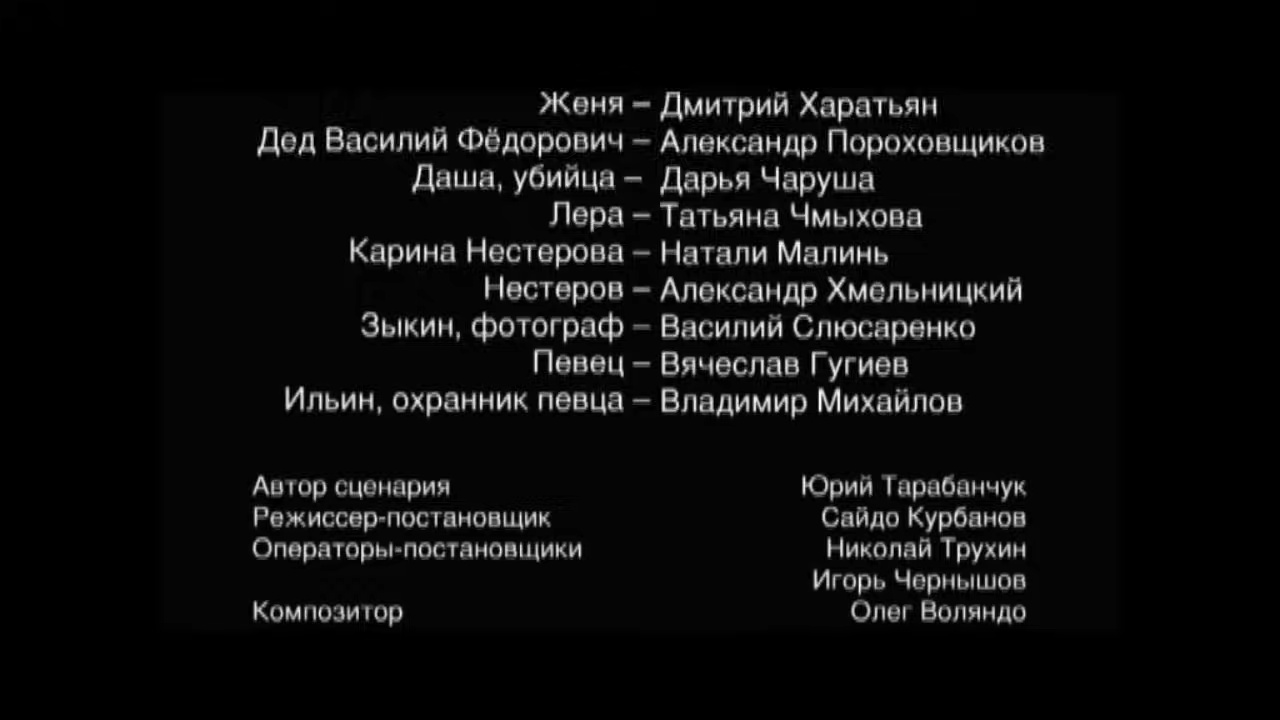 Женя – Дмитрий Харатьян
Дед Василий Фёдорович – Александр Пороховщиков
Даша, убийца – Дарья Чаруша
Лера – Татьяна Чмыхова
Карина Нестерова – Натали Малинь
Нестеров – Александр Хмельницкий
Зыкин, фотограф – Василий Слюсаренко
Певец – Вячеслав Гугиев
Ильин, охранник певца – Владимир Михайлов
Автор сценария Юрий Тарабанчук
Режиссер-постановщик Сайдо Курбанов
Операторы-постановщики Николай Трухин
Игорь Чернышов
Композитор Олег Воляндо